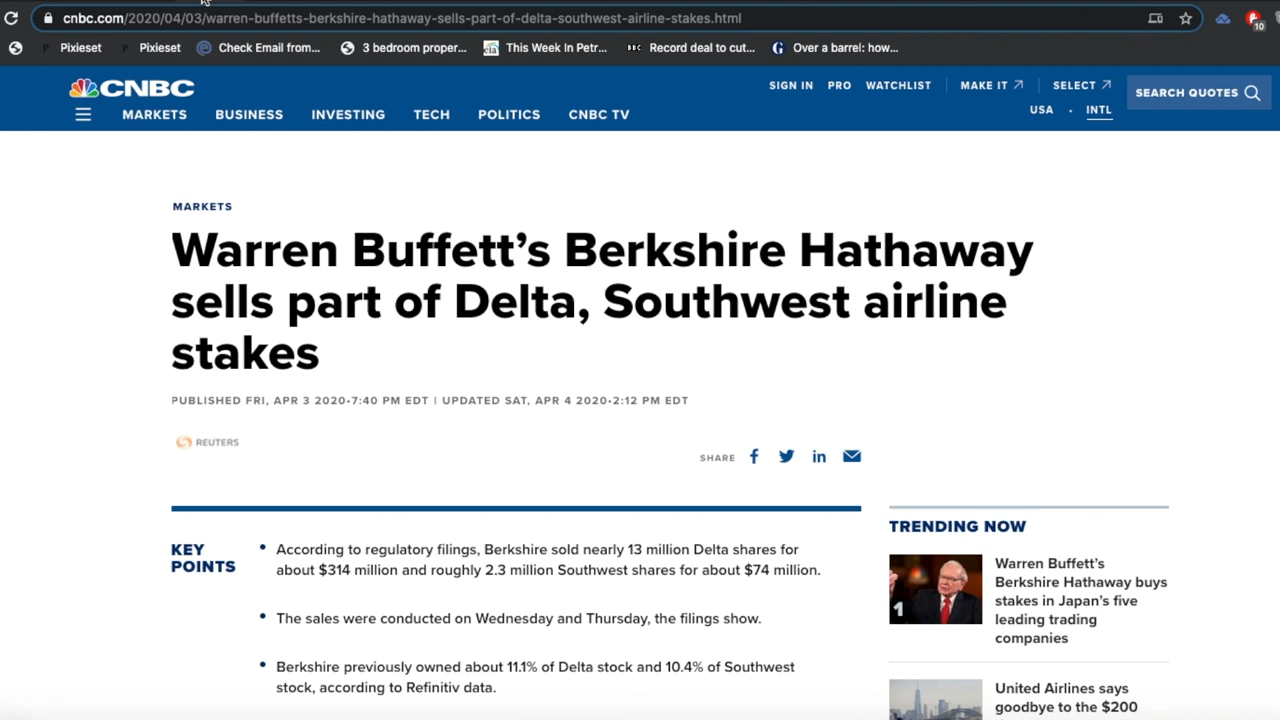 cnbc.com/2020/04/03/warren-buffetts-berkshire-hathaway-sells-part-of-delta-southwest-airline-stakes.html
10
P Pixieset P Pixieset Check Email from... 3 bedroom proper... eia This Week In Petr... BBC Record deal to cut... G Over a barrel: how...
CNBC SIGN IN PRO WATCHLIST MAKE IT SELECT SEARCH QUOTES
USA · INTL
MARKETS BUSINESS INVESTING TECH POLITICS CNBC TV
MARKETS
Warren Buffett’s Berkshire Hathaway
sells part of Delta, Southwest airline
stakes
PUBLISHED FRI, APR 3 2020•7:40 PM EDT | UPDATED SAT, APR 4 2020•2:12 PM EDT
REUTERS
SHARE f in
KEY
POINTS
• According to regulatory filings, Berkshire sold nearly 13 million Delta shares for
about $314 million and roughly 2.3 million Southwest shares for about $74 million.
• The sales were conducted on Wednesday and Thursday, the filings show.
• Berkshire previously owned about 11.1% of Delta stock and 10.4% of Southwest
stock, according to Refinitiv data.
TRENDING NOW
1
Warren Buffett’s
Berkshire Hathaway buys
stakes in Japan’s five
leading trading
companies
United Airlines says
goodbye to the $200